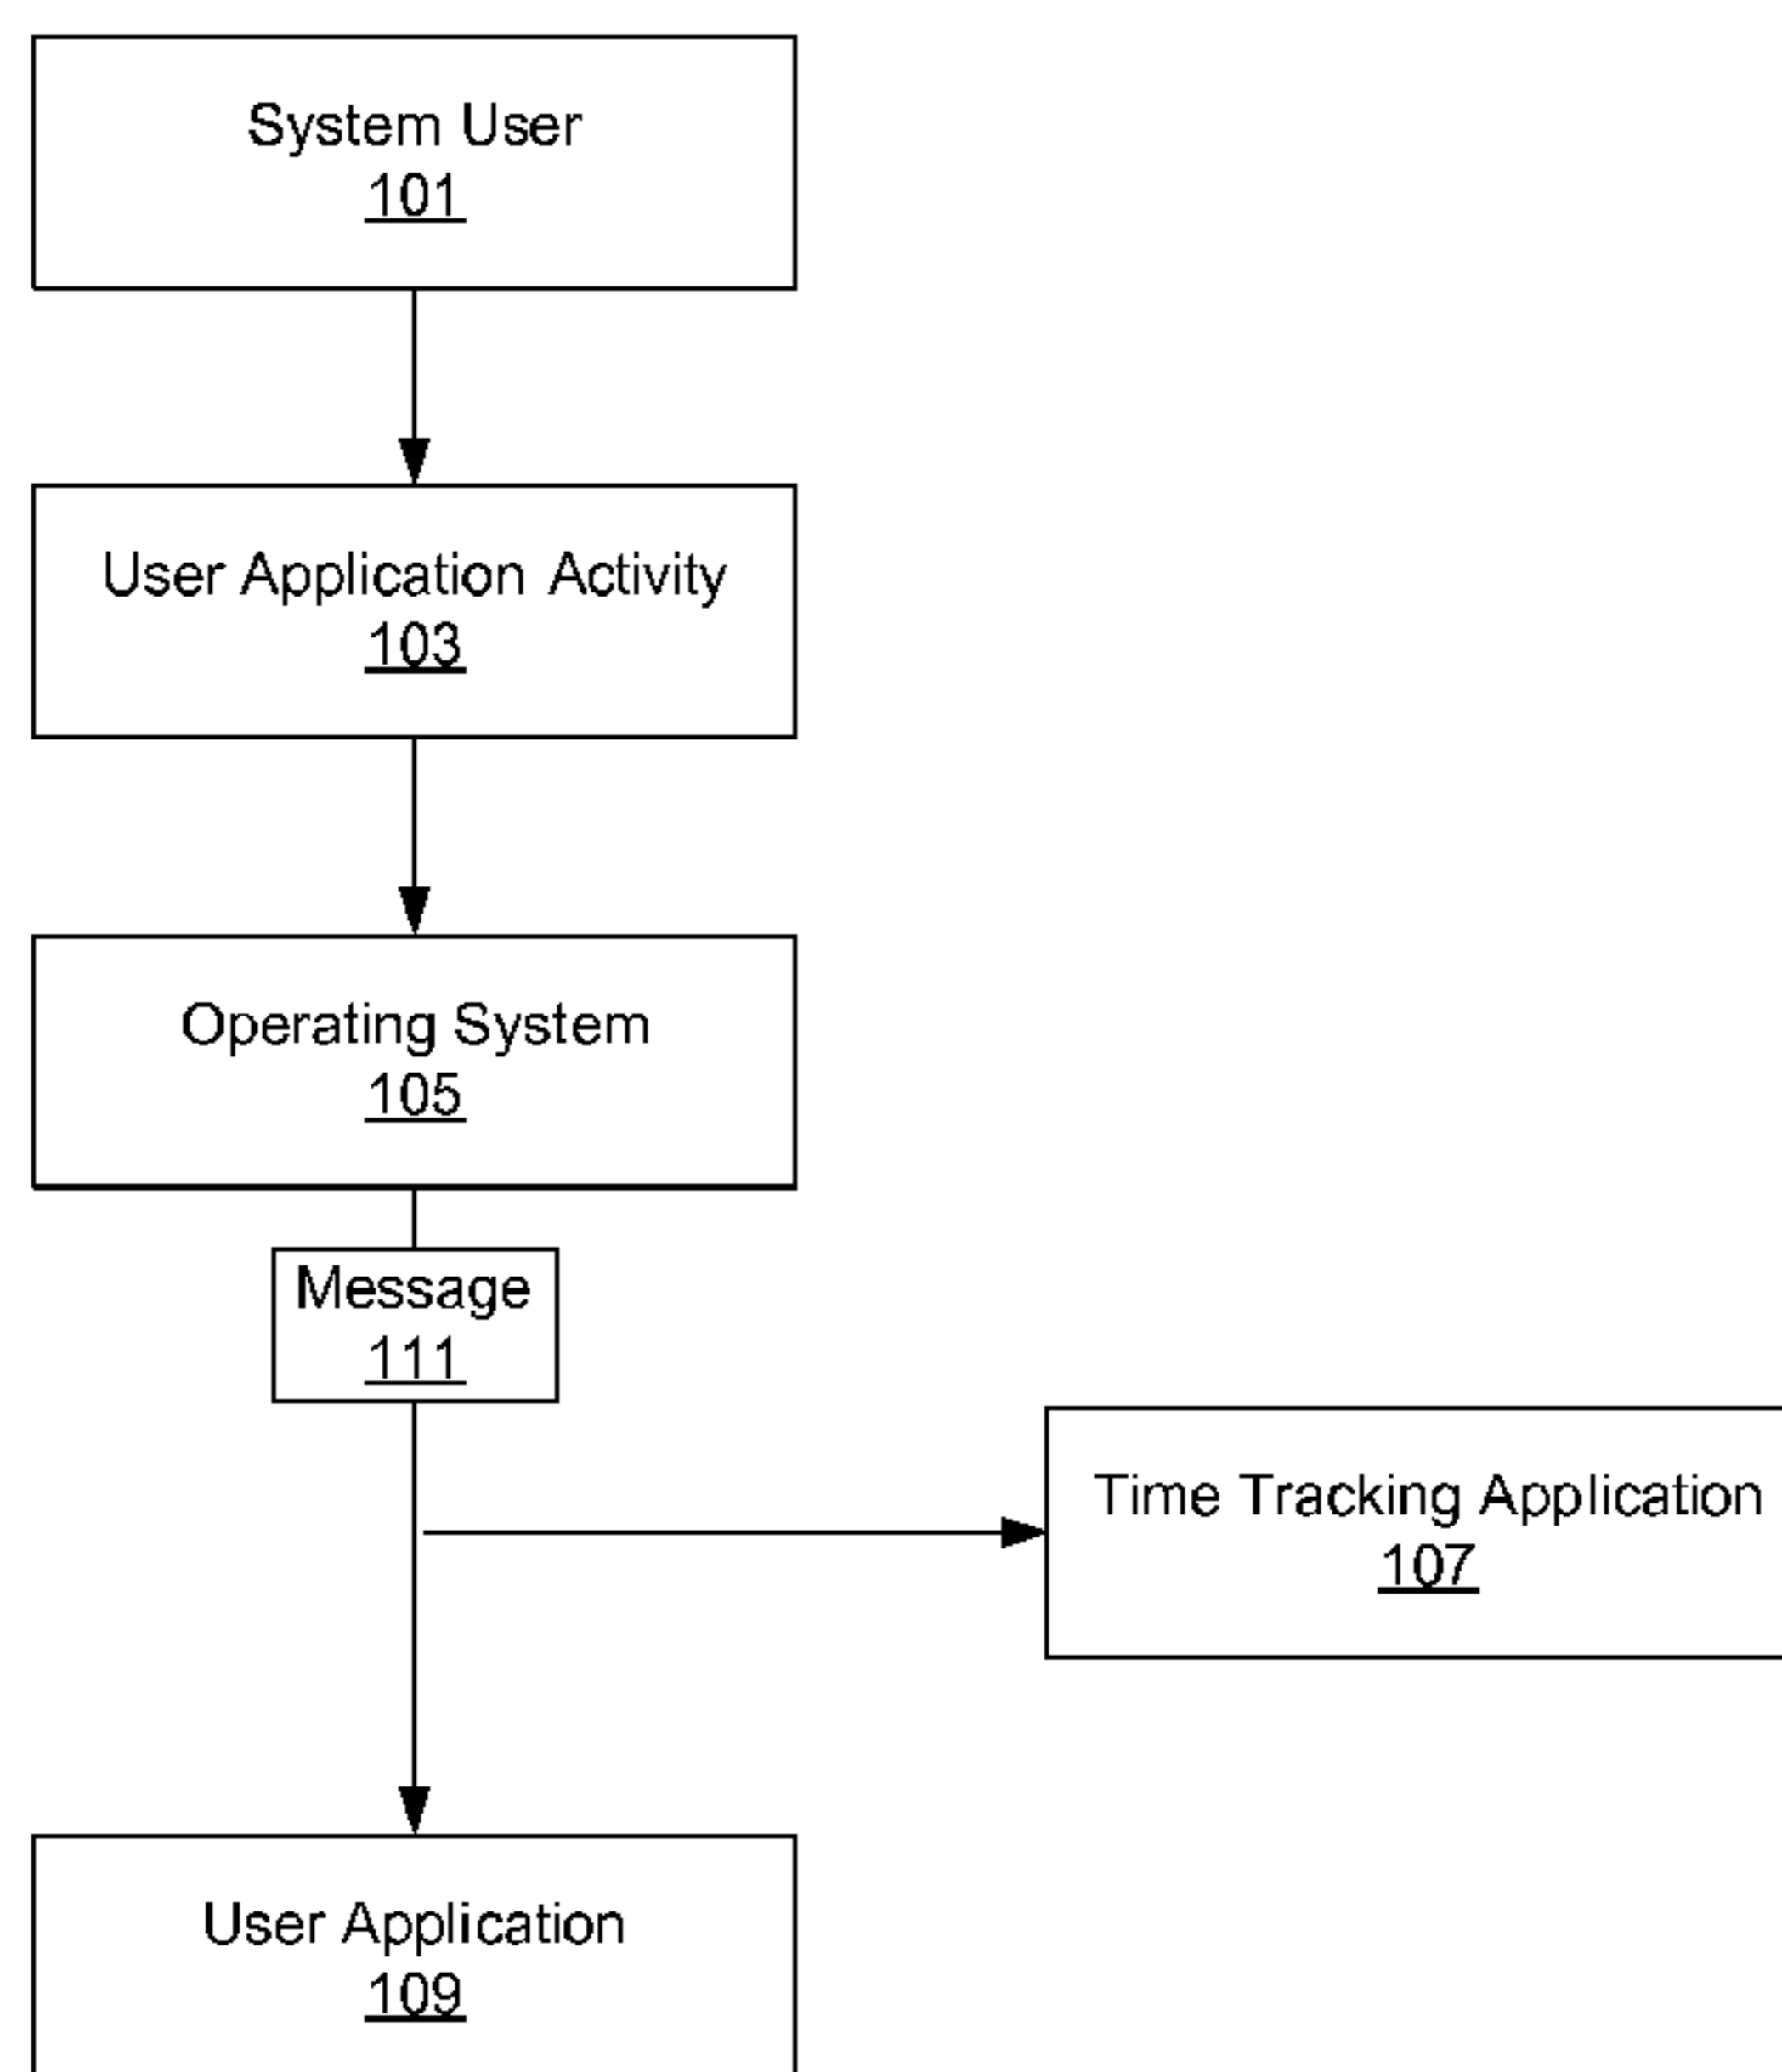 System User
101
User Application Activity
103
Operating System
105
Message
111
Time Tracking Application
107
User Application
109